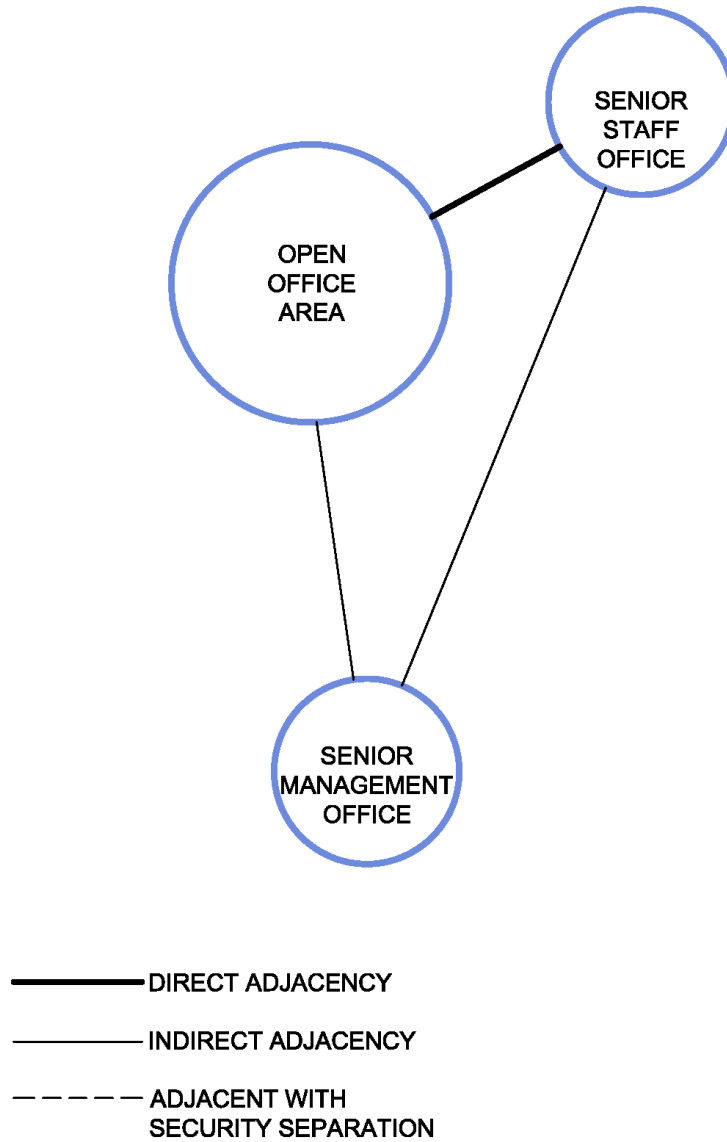 SENIOR
STAFF
OFFICE
OPEN
OFFICE
AREA
SENIOR
MANAGEMENT
OFFICE
DIRECT ADJACENCY
INDIRECT ADJACENCY
ADJACENT WITH
SECURITY SEPARATION